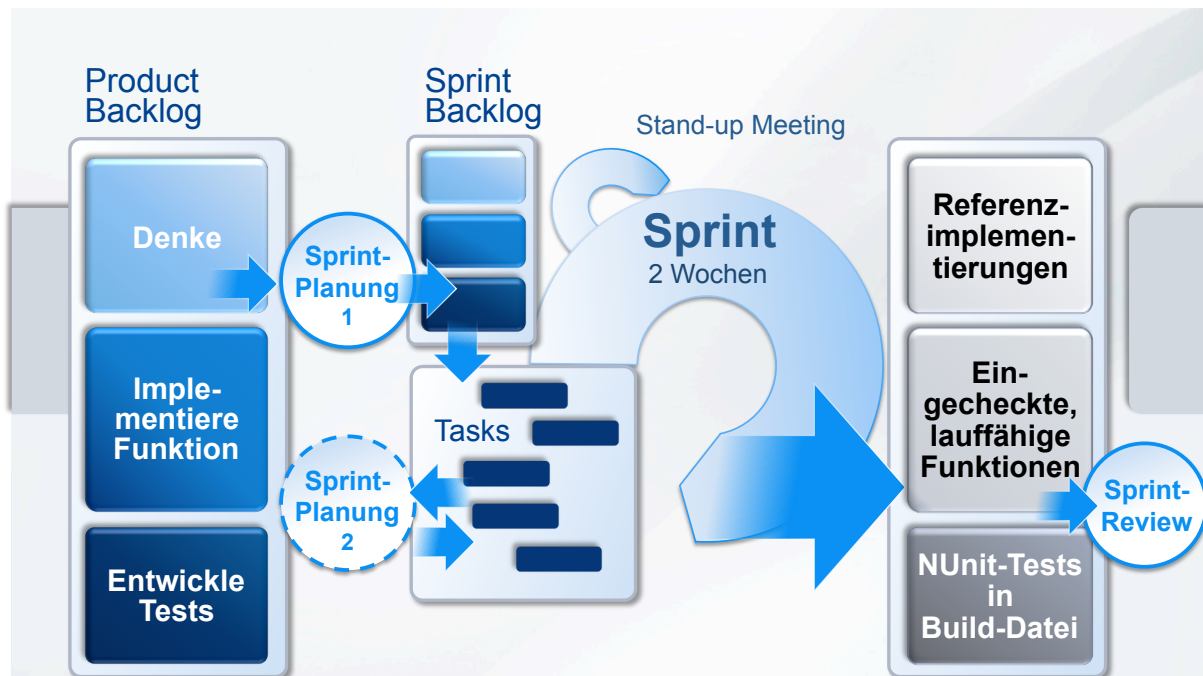 Product
Backlog
Denke
Imple-
mentiere
Funktion
Entwickle
Tests
Sprint-
Planung
1
Sprint-
Planung
2
Sprint
Backlog
Tasks
Stand-up Meeting
Sprint
2 Wochen
Referenz-
implemen-
tierungen
Ein-
gecheckte,
lauffähige
Funktionen
NUnit-Tests
in
Build-Datei
Sprint-
Review